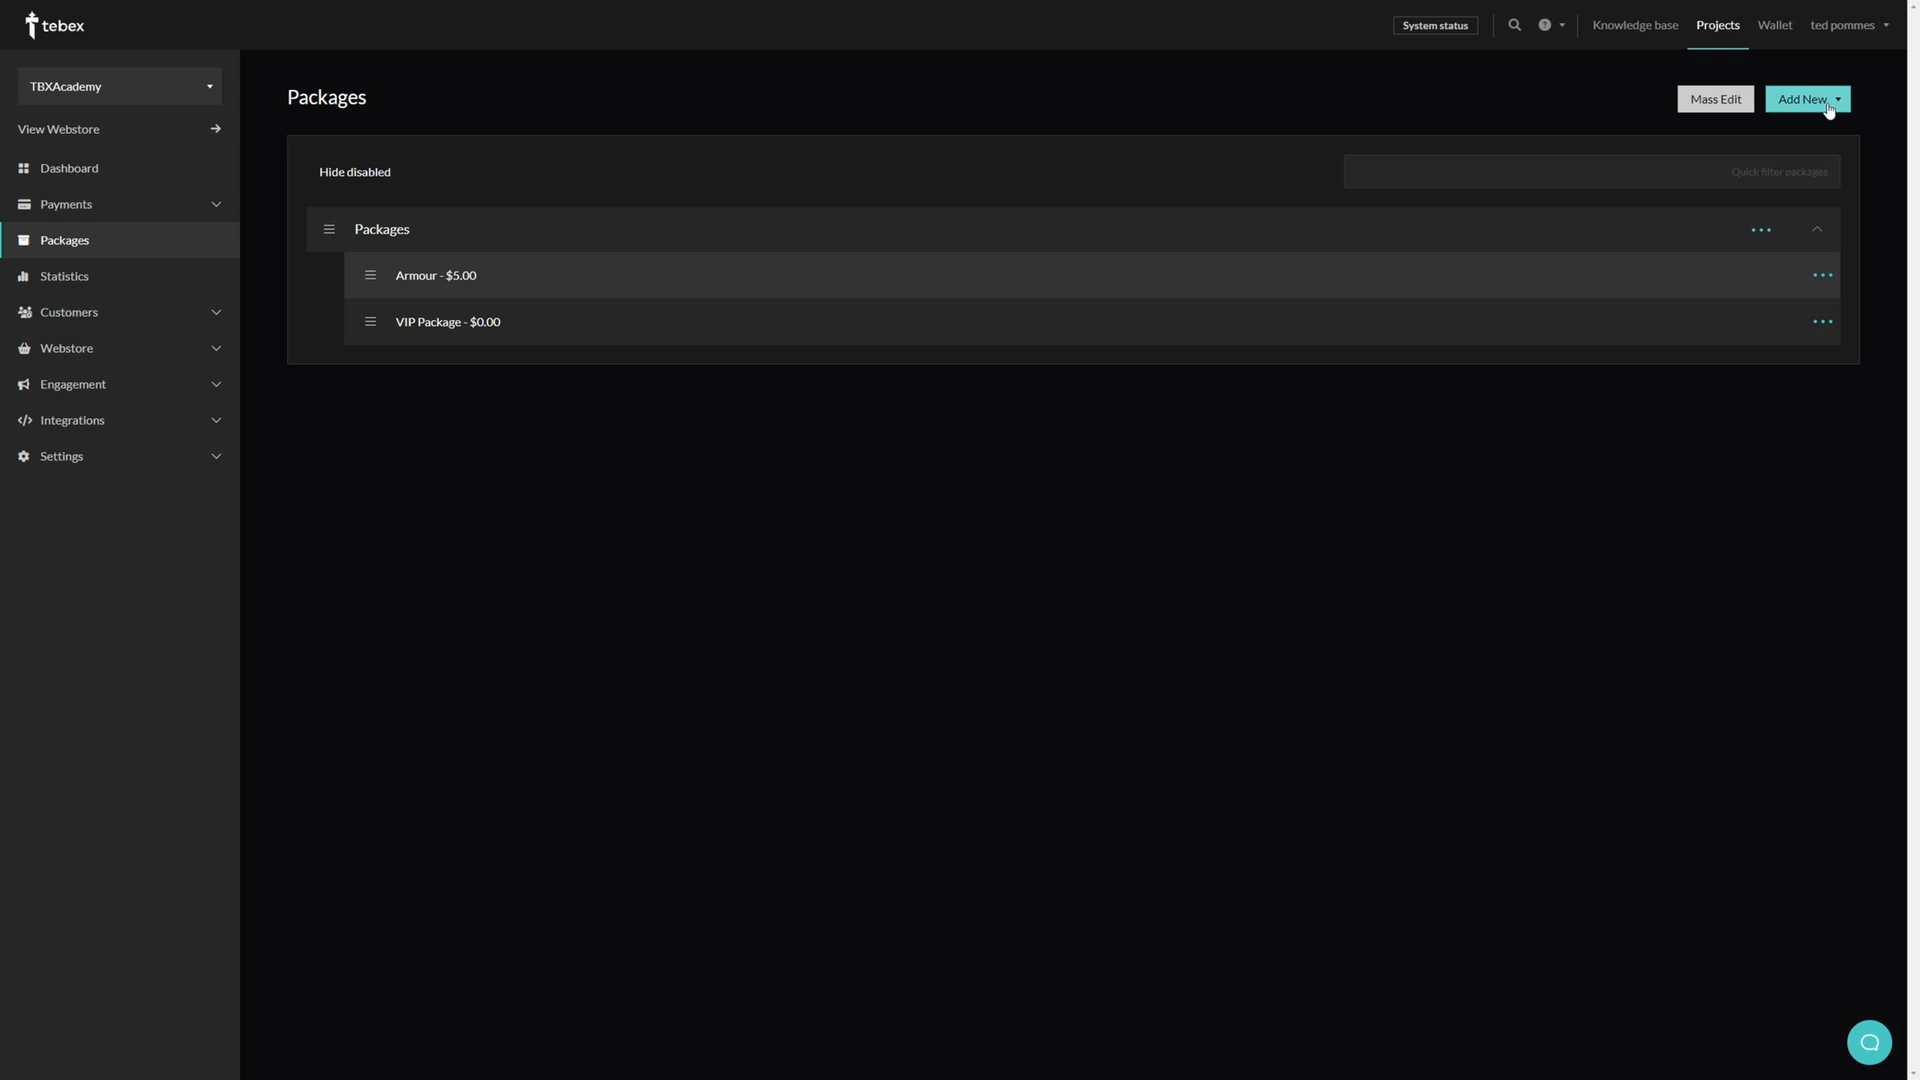 tebex
System status
Knowledge base
Projects
Wallet
ted pommes
TBXAcademy
View Webstore
Dashboard
Payments
Packages
Statistics
Customers
Webstore
Engagement
Integrations
Settings
Packages
Mass Edit
Add New
Hide disabled
Quick filter packages
Packages
Armour - $5.00
VIP Package - $0.00